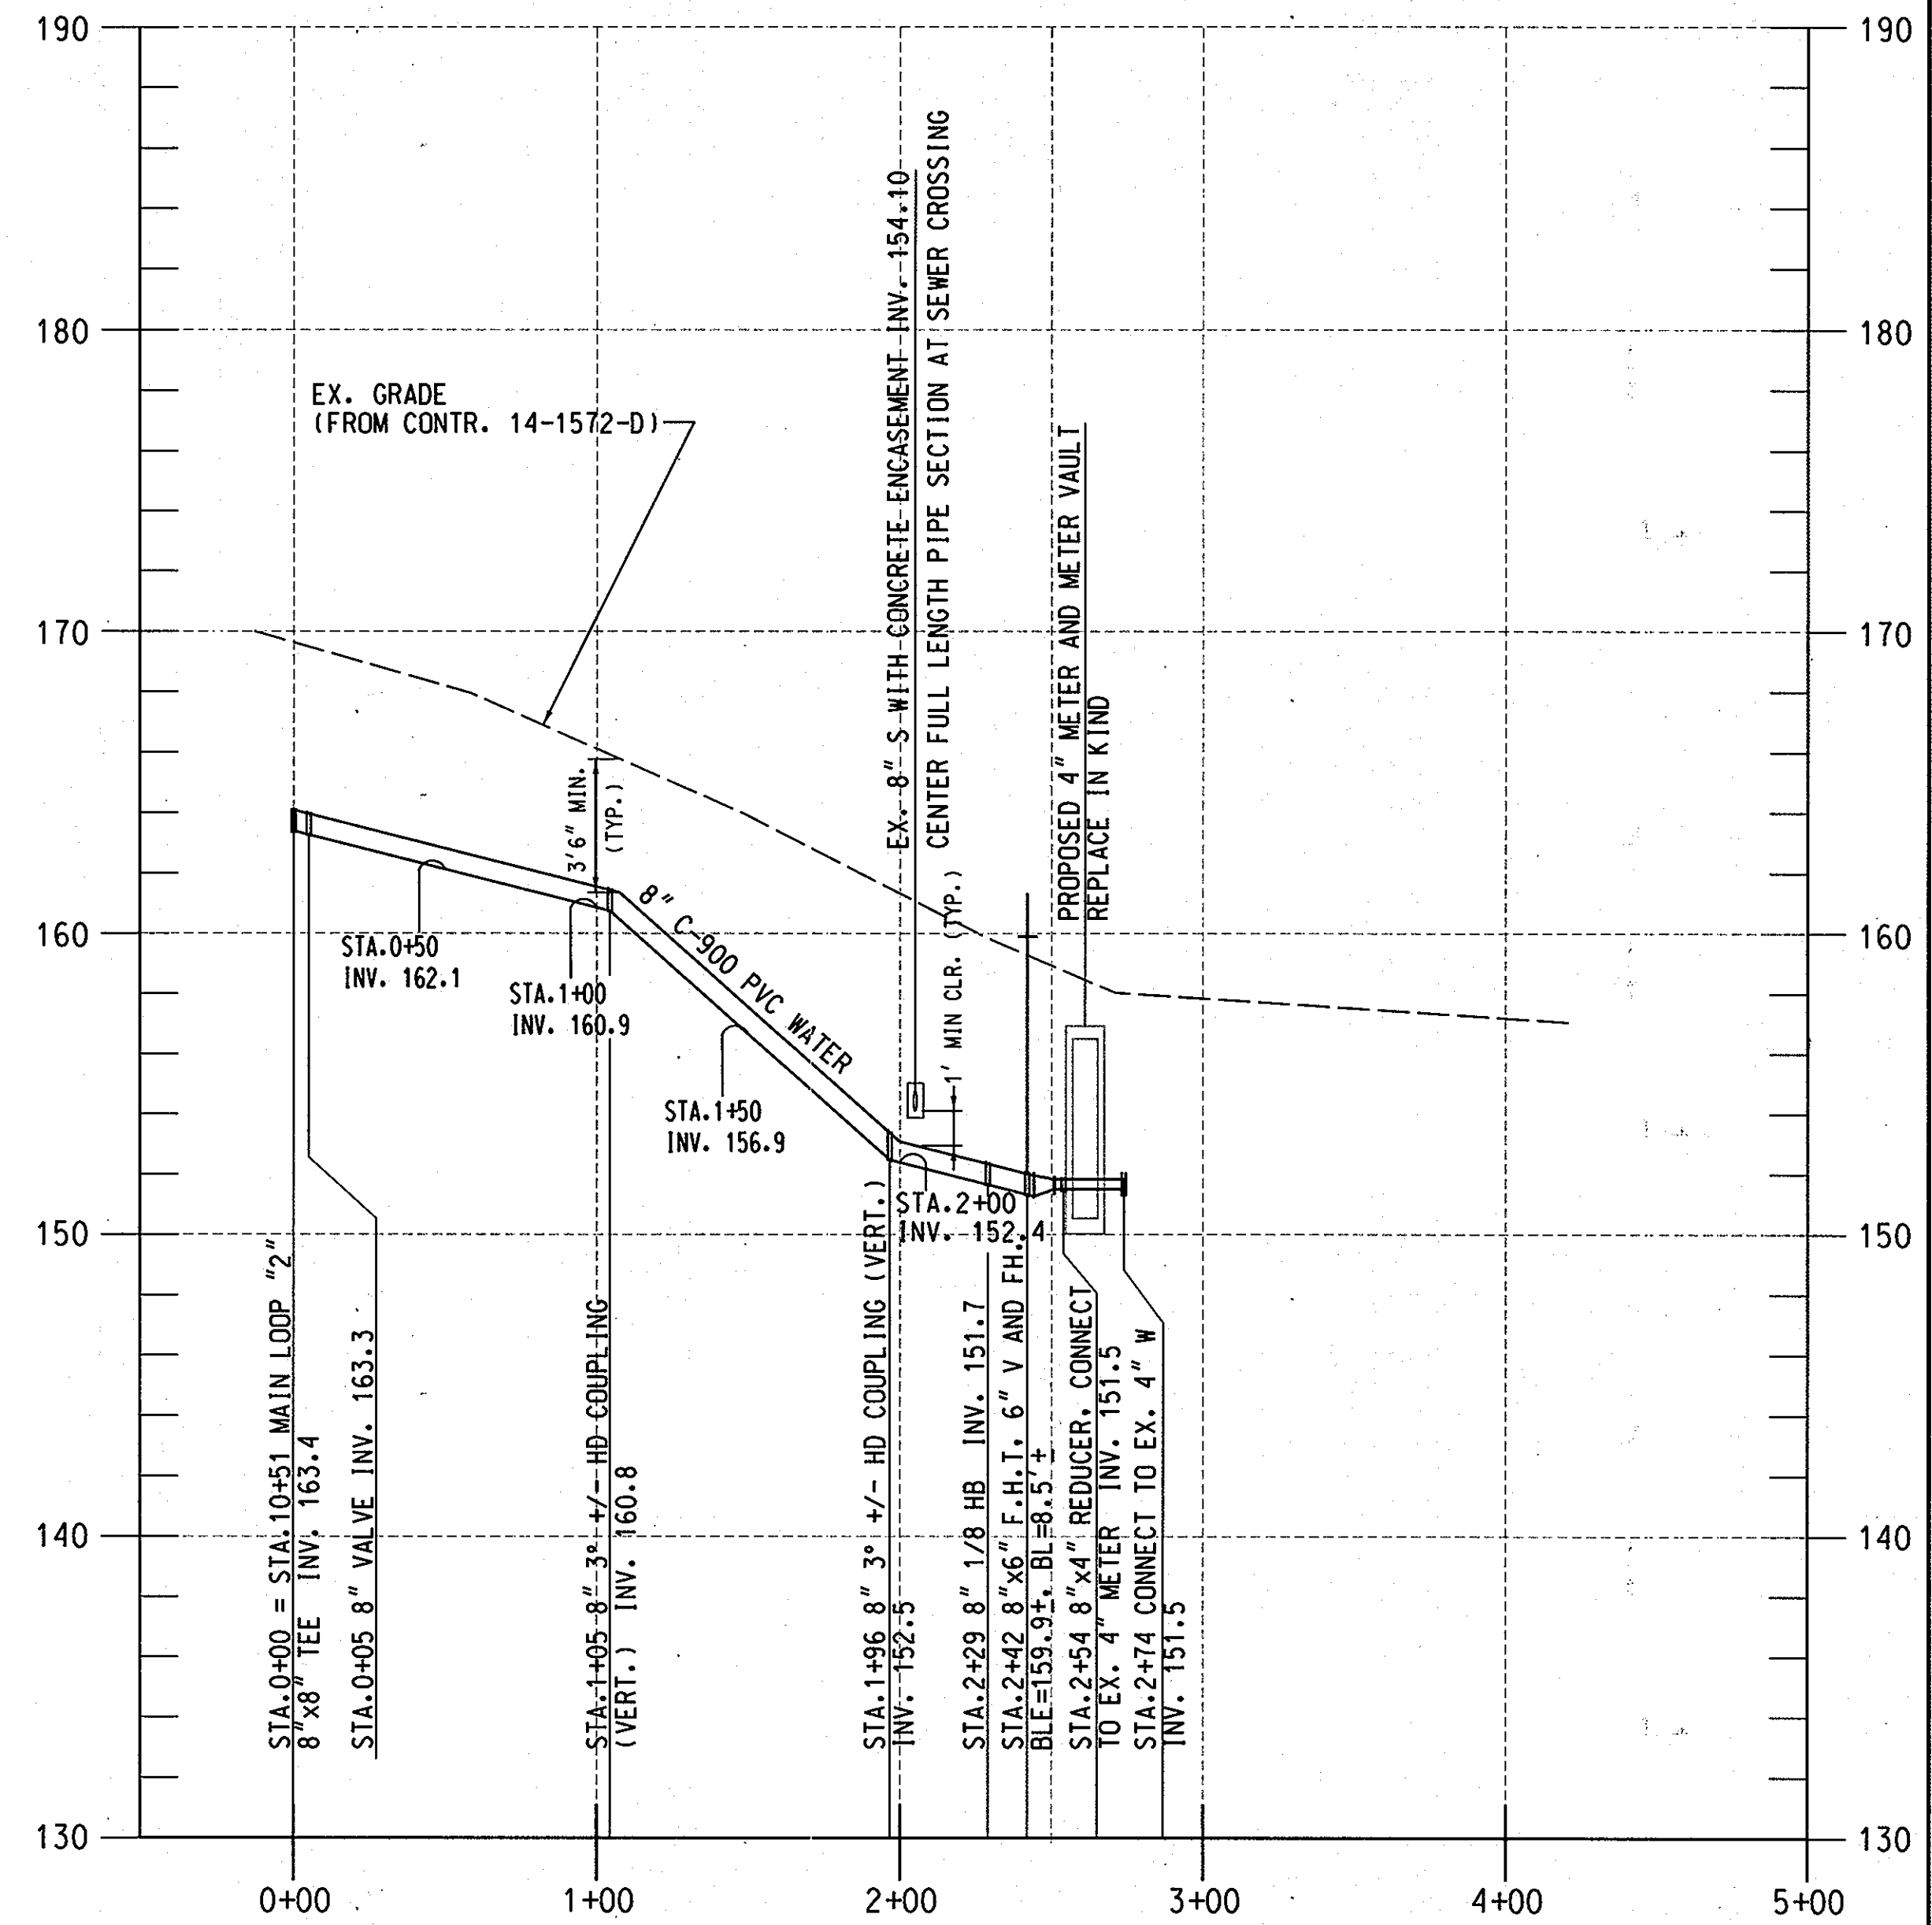 190
190
180
180
170
170
160
160
150
150
140
140
130
130
EX. GRADE
(FROM CONTR. 14-1572-D)
3'6" MIN.
(TYP.)
EX. 8" S WITH CONCRETE ENCASEMENT INV. 154.10
CENTER FULL LENGTH PIPE SECTION AT SEWER CROSSING
PROPOSED 4" METER AND METER VAULT
REPLACE IN KIND
1' MIN CLR. (TYP.)
8" C-900 PVC WATER
STA.0+50
INV. 162.1
STA.1+00
INV. 160.9
STA.1+50
INV. 156.9
STA.2+00
INV. 152.4
STA.0+00 = STA.10+51 MAIN LOOP "2"
8"x8" TEE INV. 163.4
STA.0+05 8" VALVE INV. 163.3
STA.1+05 8" 3° +/- HD COUPLING
(VERT.) INV. 160.8
STA.1+96 8" 3° +/- HD COUPLING (VERT.)
INV. 152.5
STA.2+29 8" 1/8 HB INV. 151.7
STA.2+42 8"x6" F.H.T, 6" V AND FH.
BLE=159.9±, BL=8.5'±
STA.2+54 8"x4" REDUCER, CONNECT
TO EX. 4" METER INV. 151.5
STA.2+74 CONNECT TO EX. 4" W
INV. 151.5
0+00
1+00
2+00
3+00
4+00
5+00